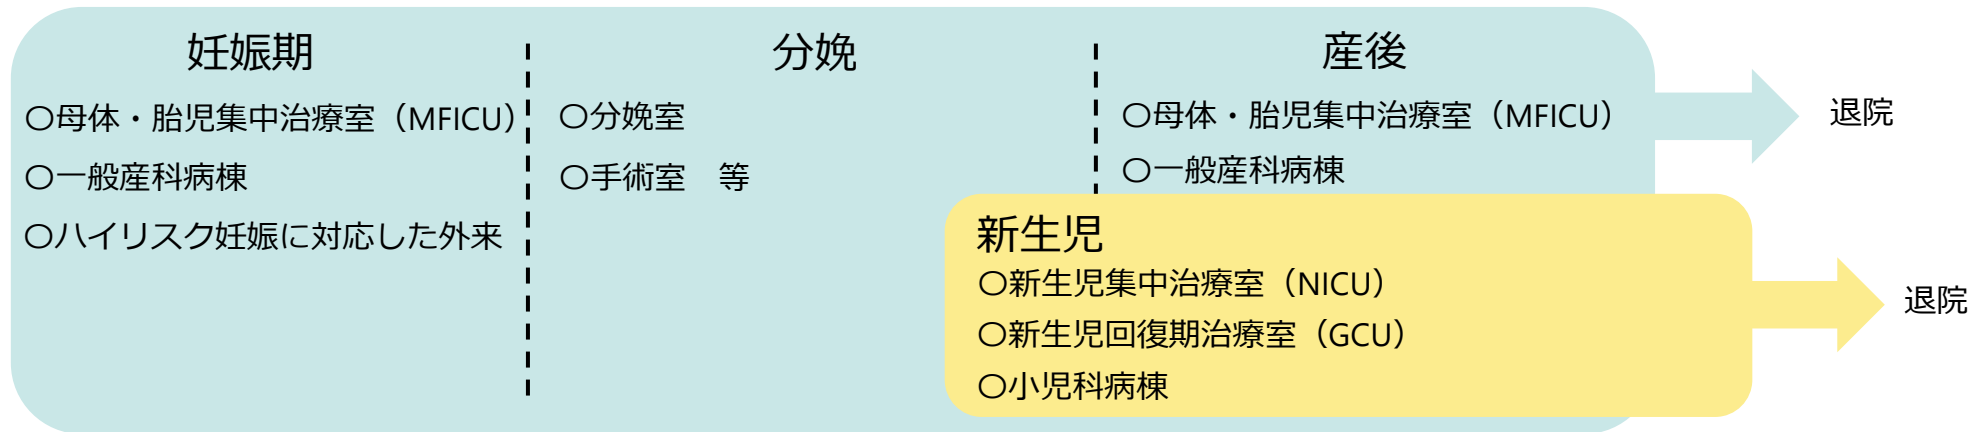 妊娠期
〇母体・胎児集中治療室（MFICU）
〇一般産科病棟
〇ハイリスク妊娠に対応した外来
分娩
〇分娩室
〇手術室　等
産後
〇母体・胎児集中治療室（MFICU）
〇一般産科病棟
退院
新生児
〇新生児集中治療室（NICU）
〇新生児回復期治療室（GCU）
〇小児科病棟
退院